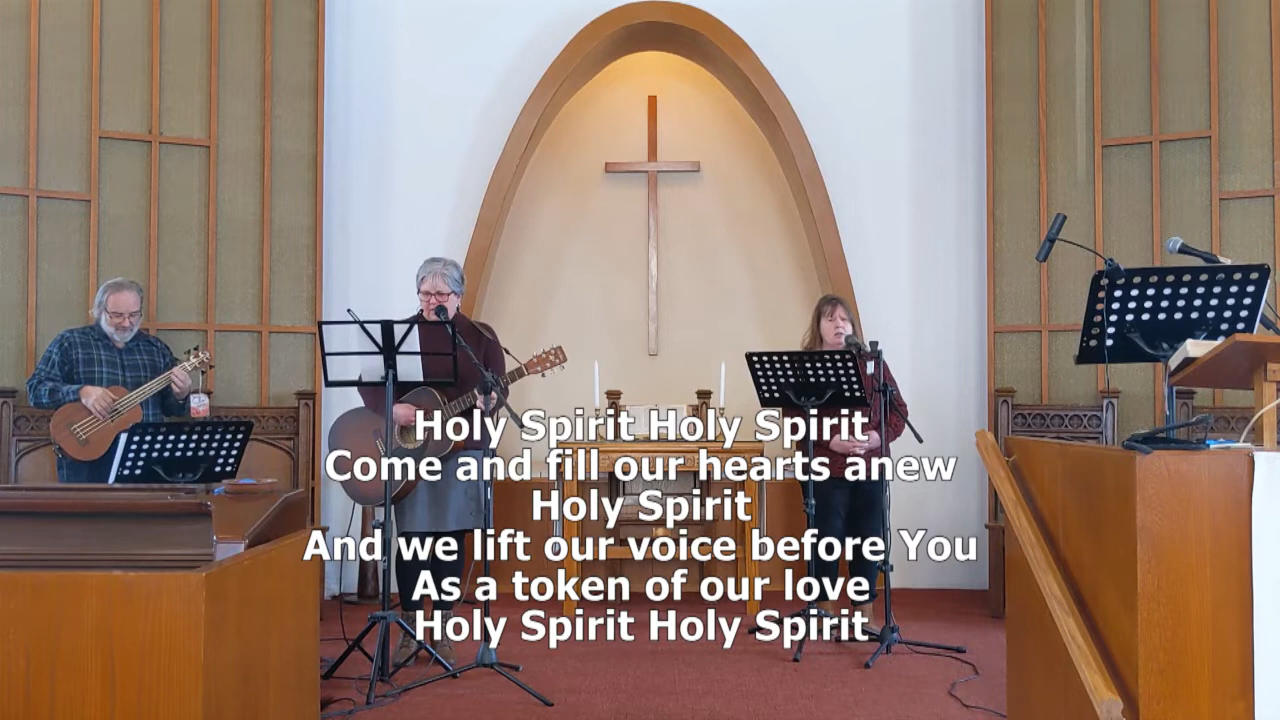 Holy Spirit Holy Spirit
Come and fill our hearts anew
Holy Spirit
And we lift our voice before You
As a token of our love
Holy Spirit Holy Spirit